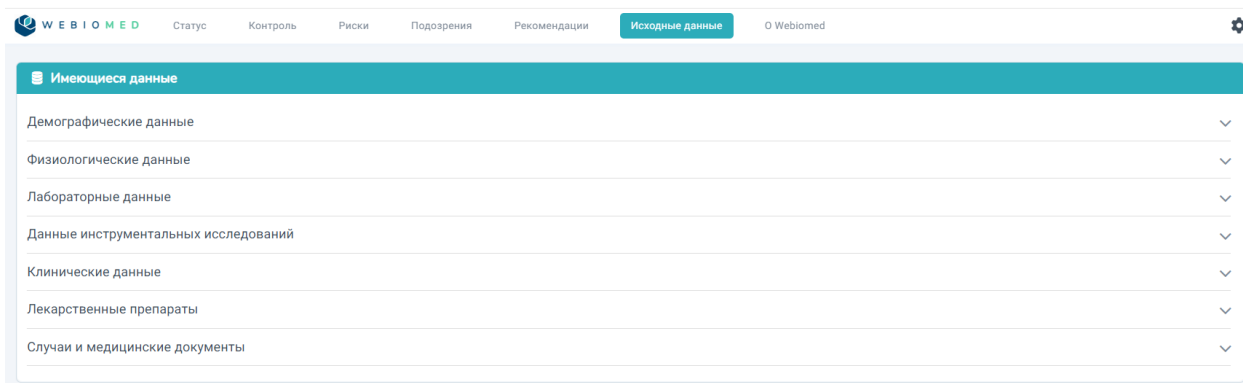 WEBIOMED Статус Контроль Риски Подозрения Рекомендации Исходные данные О Webiomed
Имеющиеся данные
Демографические данные
Физиологические данные
Лабораторные данные
Данные инструментальных исследований
Клинические данные
Лекарственные препараты
Случаи и медицинские документы